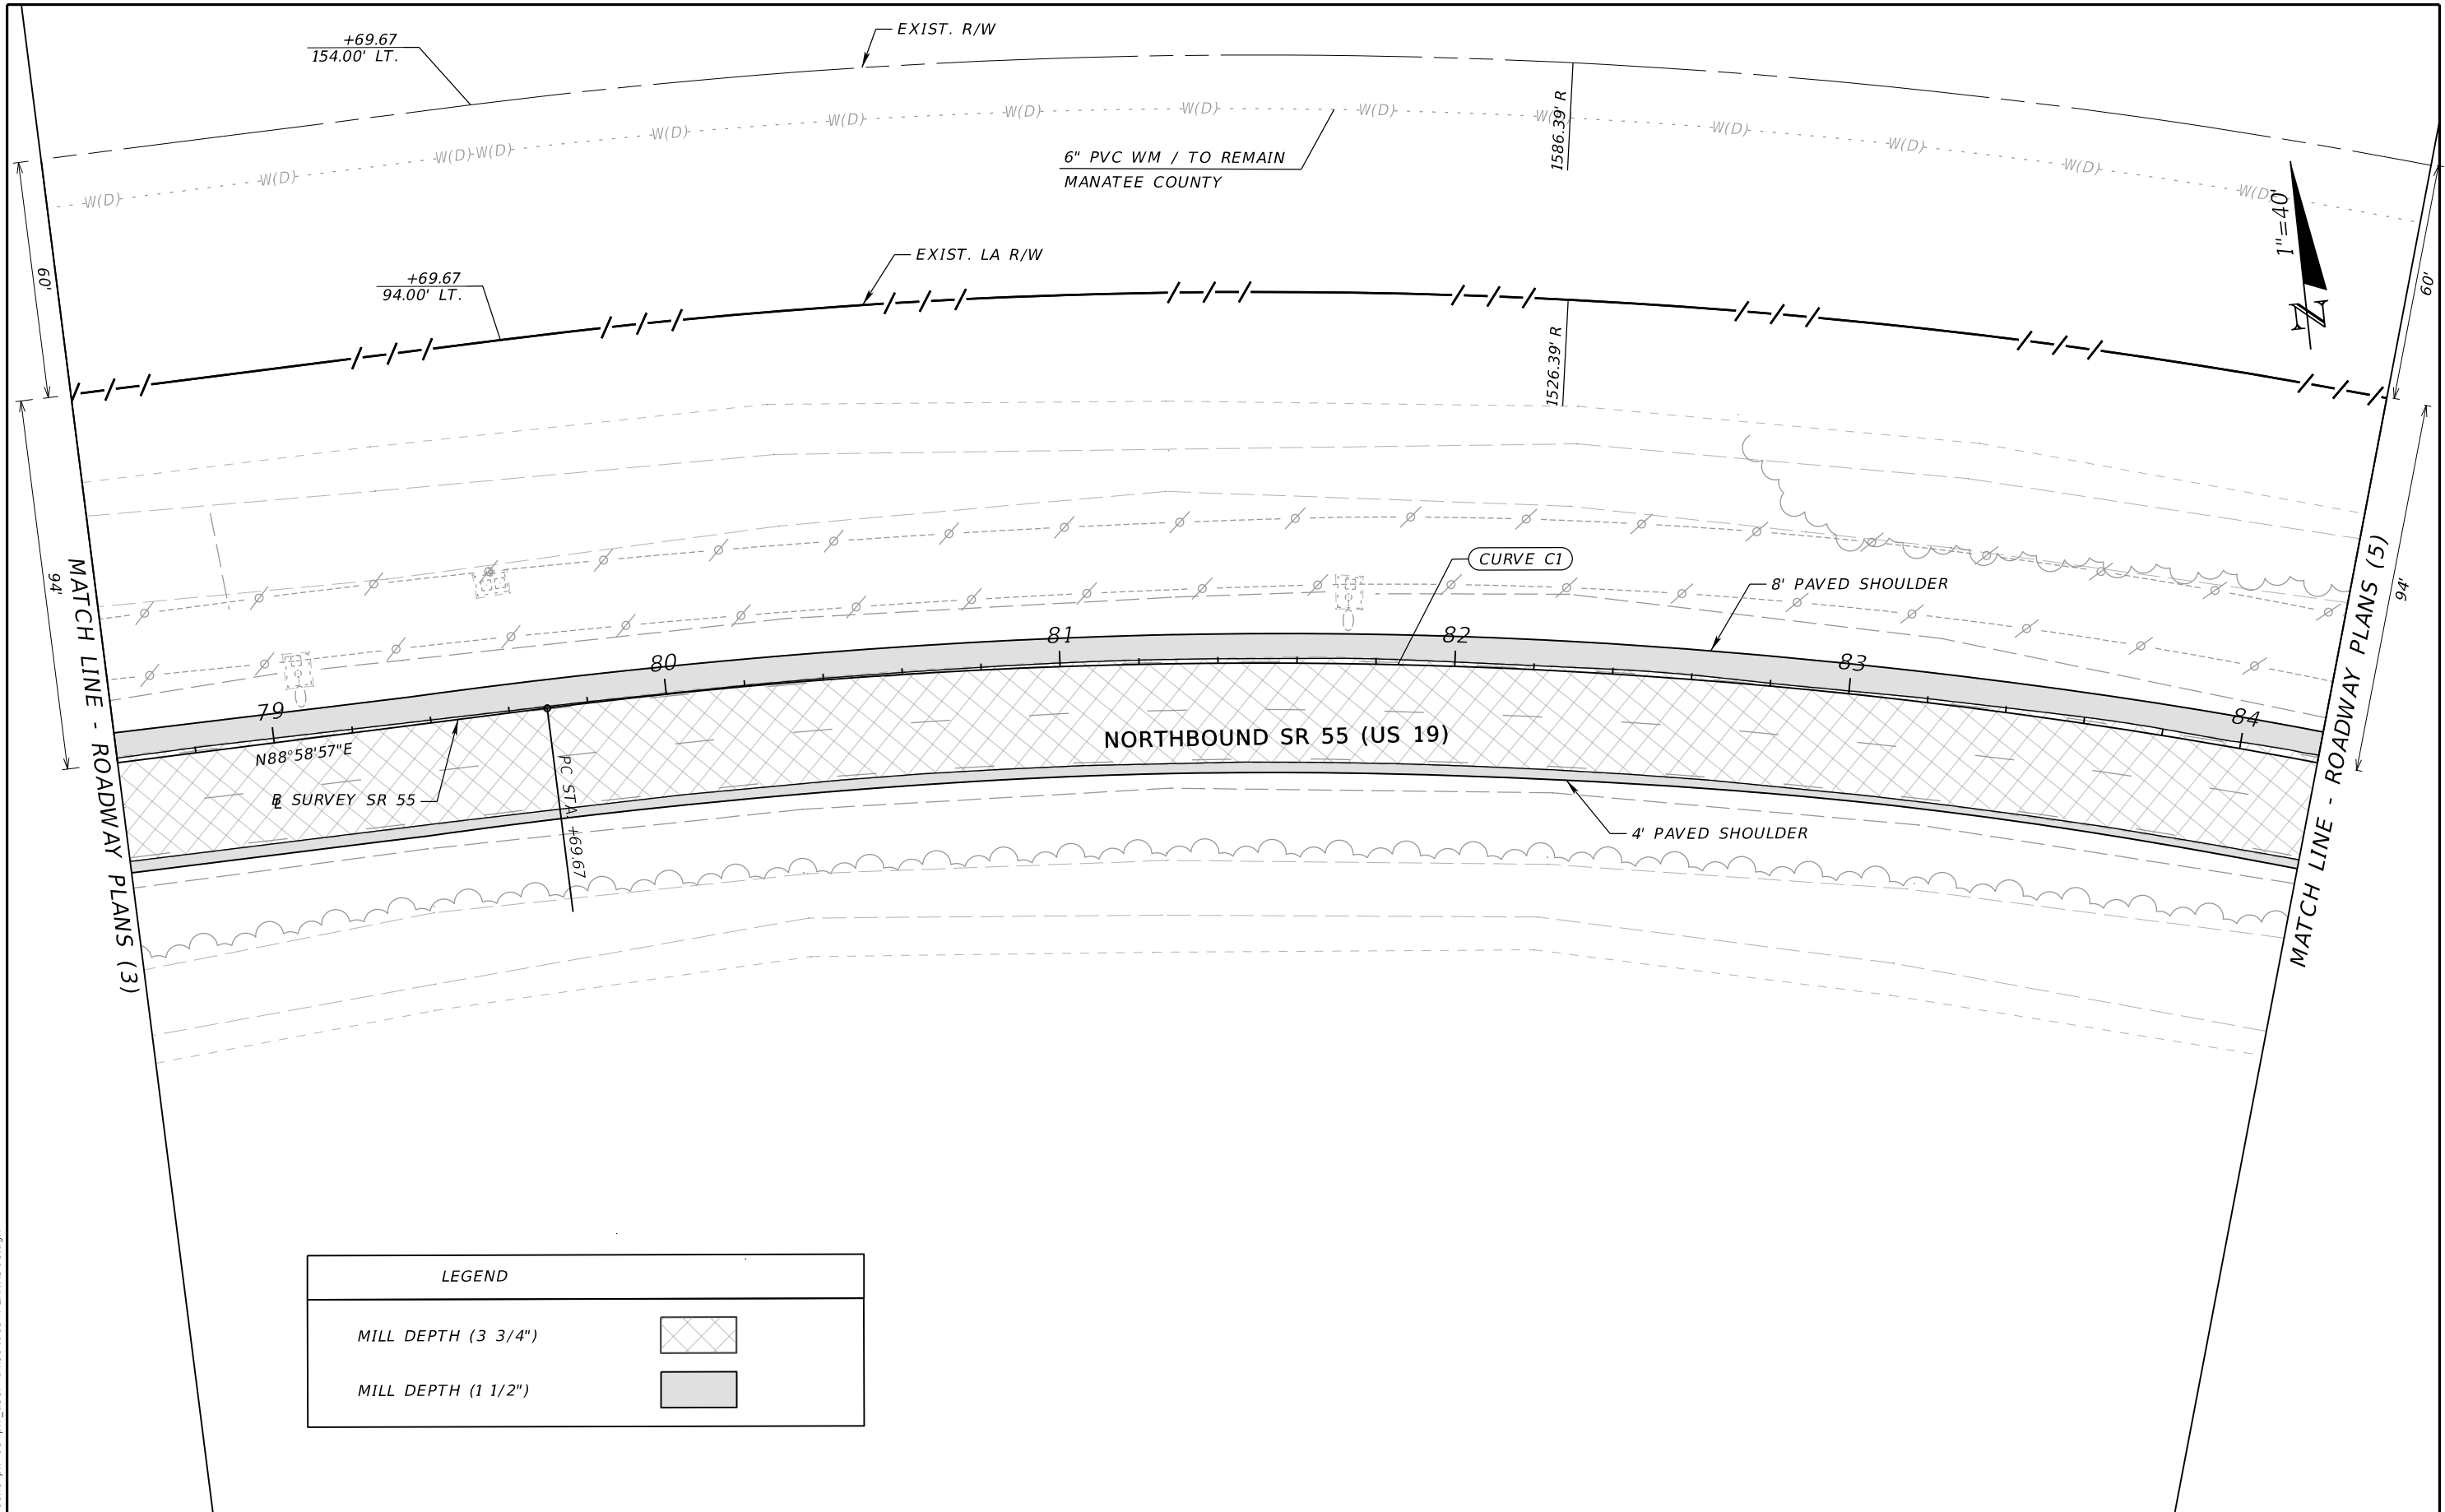 +69.67
154.00' LT.
EXIST. R/W
W(D) W(D) W(D) W(D) W(D) W(D) W(D) W(D) W(D) W(D) W(D) W(D) W(D) W(D)
6" PVC WM / TO REMAIN
MANATEE COUNTY
1586.39' R
1"=40'
N
60'
60'
+69.67
94.00' LT.
EXIST. LA R/W
1526.39' R
94'
94'
MATCH LINE - ROADWAY PLANS (3)
MATCH LINE - ROADWAY PLANS (5)
CURVE C1
8' PAVED SHOULDER
79
80
81
82
83
84
N88°58'57"E
NORTHBOUND SR 55 (US 19)
BL SURVEY SR 55
PC STA. +69.67
4' PAVED SHOULDER
LEGEND
MILL DEPTH (3 3/4")
MILL DEPTH (1 1/2")